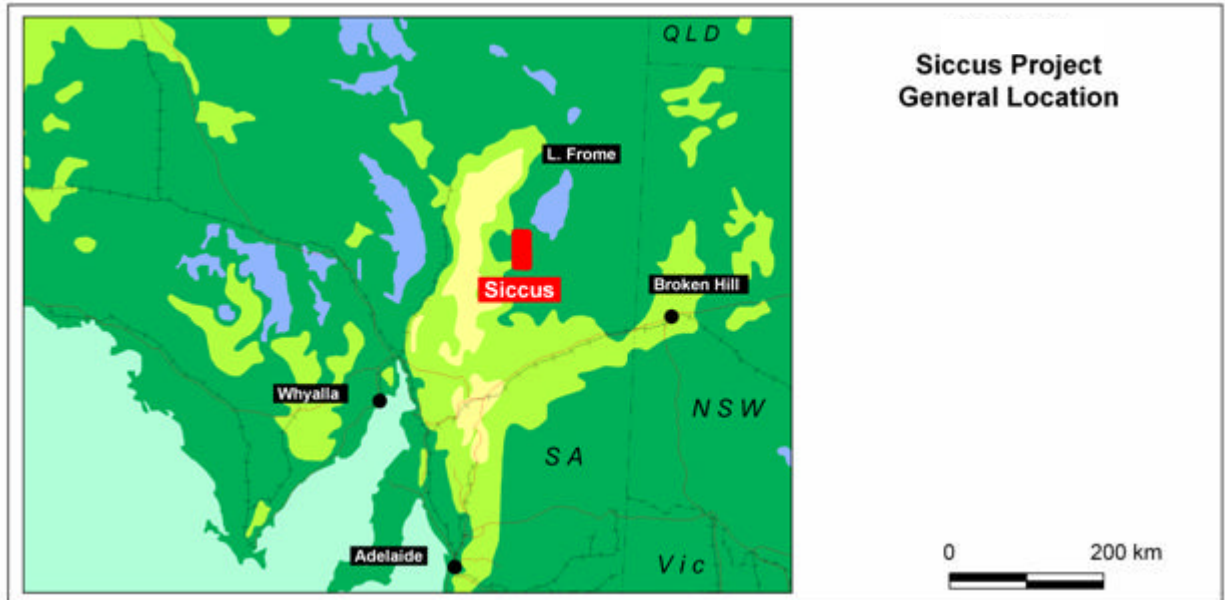 QLD
Siccus Project
General Location
L. Frome
Siccus
Broken Hill
Whyalla
NSW
SA
Adelaide
Vic
0 200 km